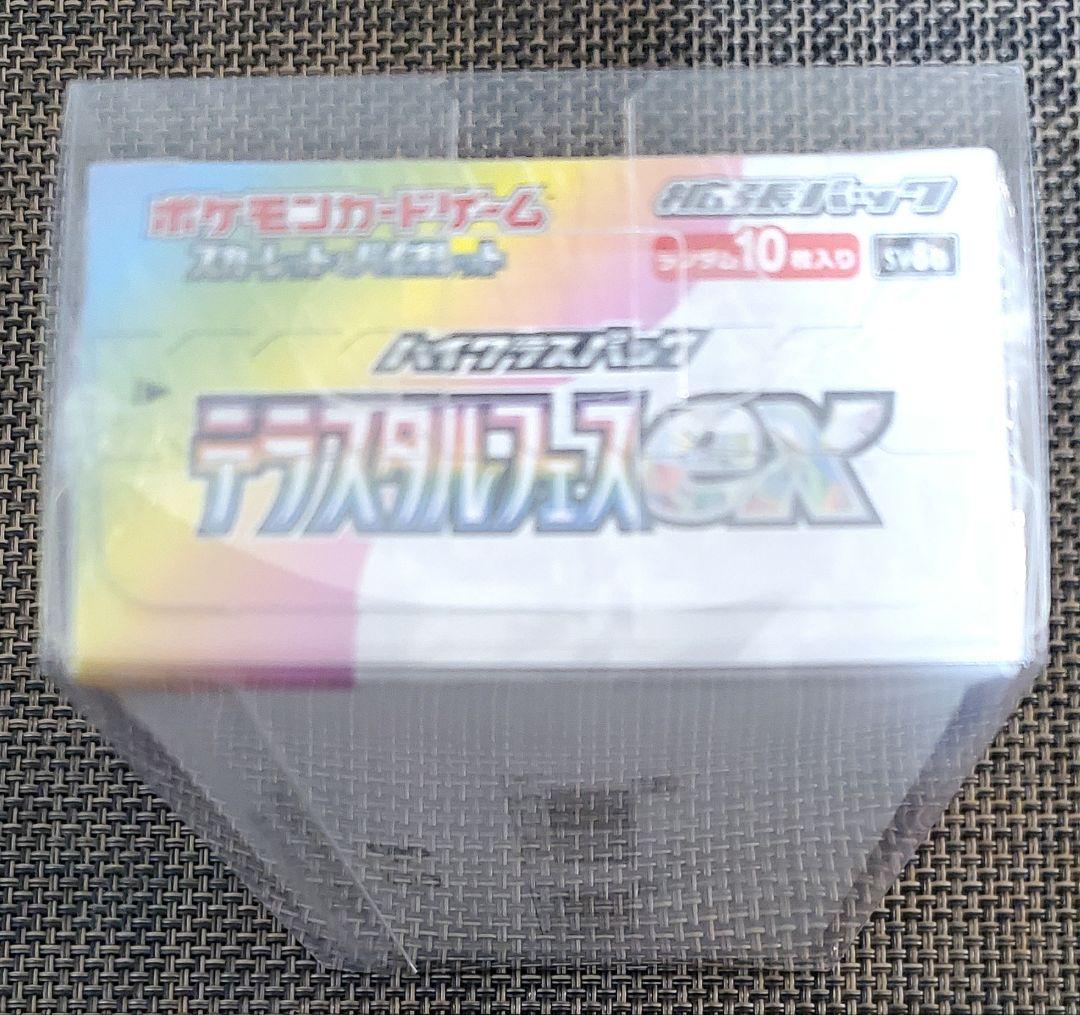 ポケモンカードゲーム
スカーレット&バイオレット
拡張パック
ランダム10枚入り
SV8a
ハイクラスパック
テラスタルフェスex